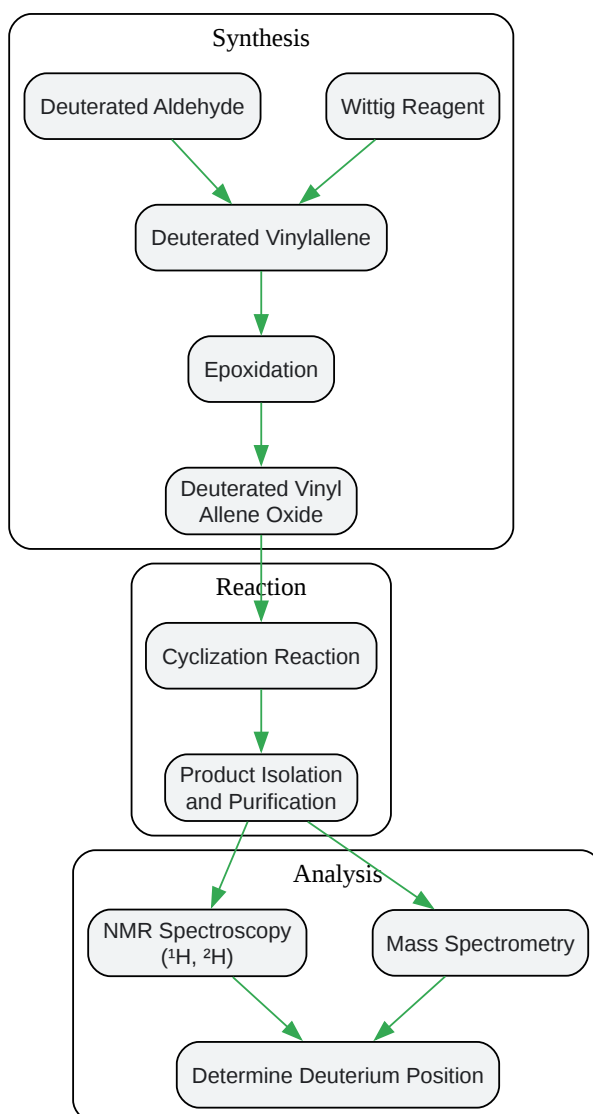 Synthesis
Deuterated Aldehyde
Wittig Reagent
Deuterated Vinylallene
Epoxidation
Deuterated Vinyl
Allene Oxide
Reaction
Cyclization Reaction
Product Isolation
and Purification
Analysis
NMR Spectroscopy
(¹H, ²H)
Mass Spectrometry
Determine Deuterium Position